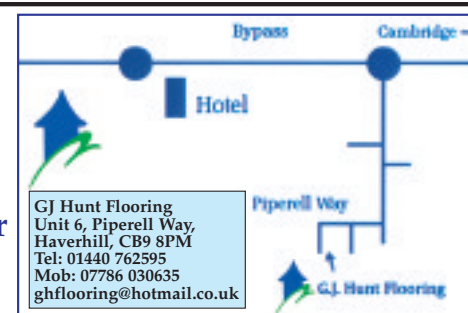 Bypass
Cambridge
Hotel
r
GJ Hunt Flooring
Unit 6, Piperell Way,
Haverhill, CB9 8PM
Tel: 01440 762595
Mob: 07786 030635
ghflooring@hotmail.co.uk
Piperell Way
G.J. Hunt Flooring